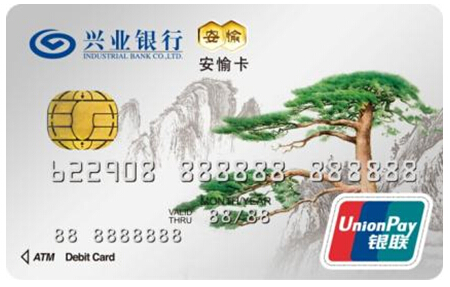 兴业银行
INDUSTRIAL BANK CO.,LTD.
安愉
安愉卡
622908 888888 888888
MONTH/YEAR
VALID THRU 88/88
88 8888888
ATM Debit Card
UnionPay
银联